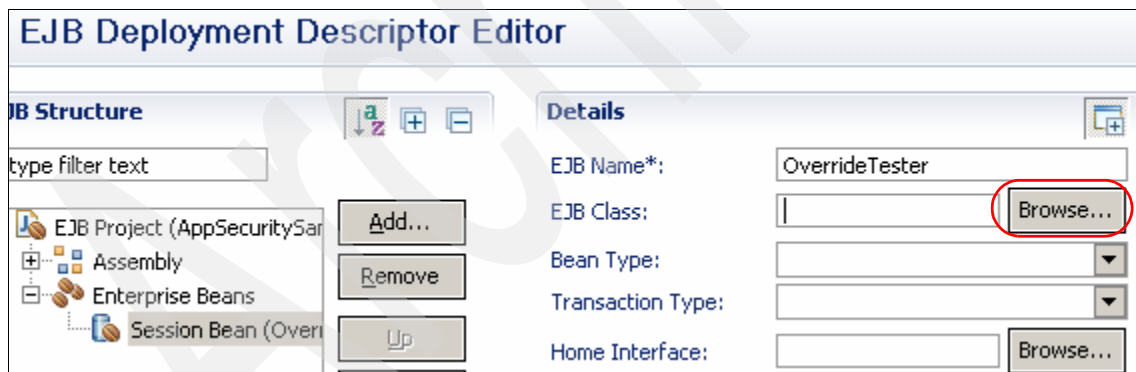 EJB Deployment Descriptor Editor
JB Structure
type filter text
EJB Project (AppSecuritySar
Assembly
Enterprise Beans
Session Bean (Overr
Add...
Remove
Up
Details
EJB Name*: OverrideTester
EJB Class: Browse...
Bean Type:
Transaction Type:
Home Interface: Browse...